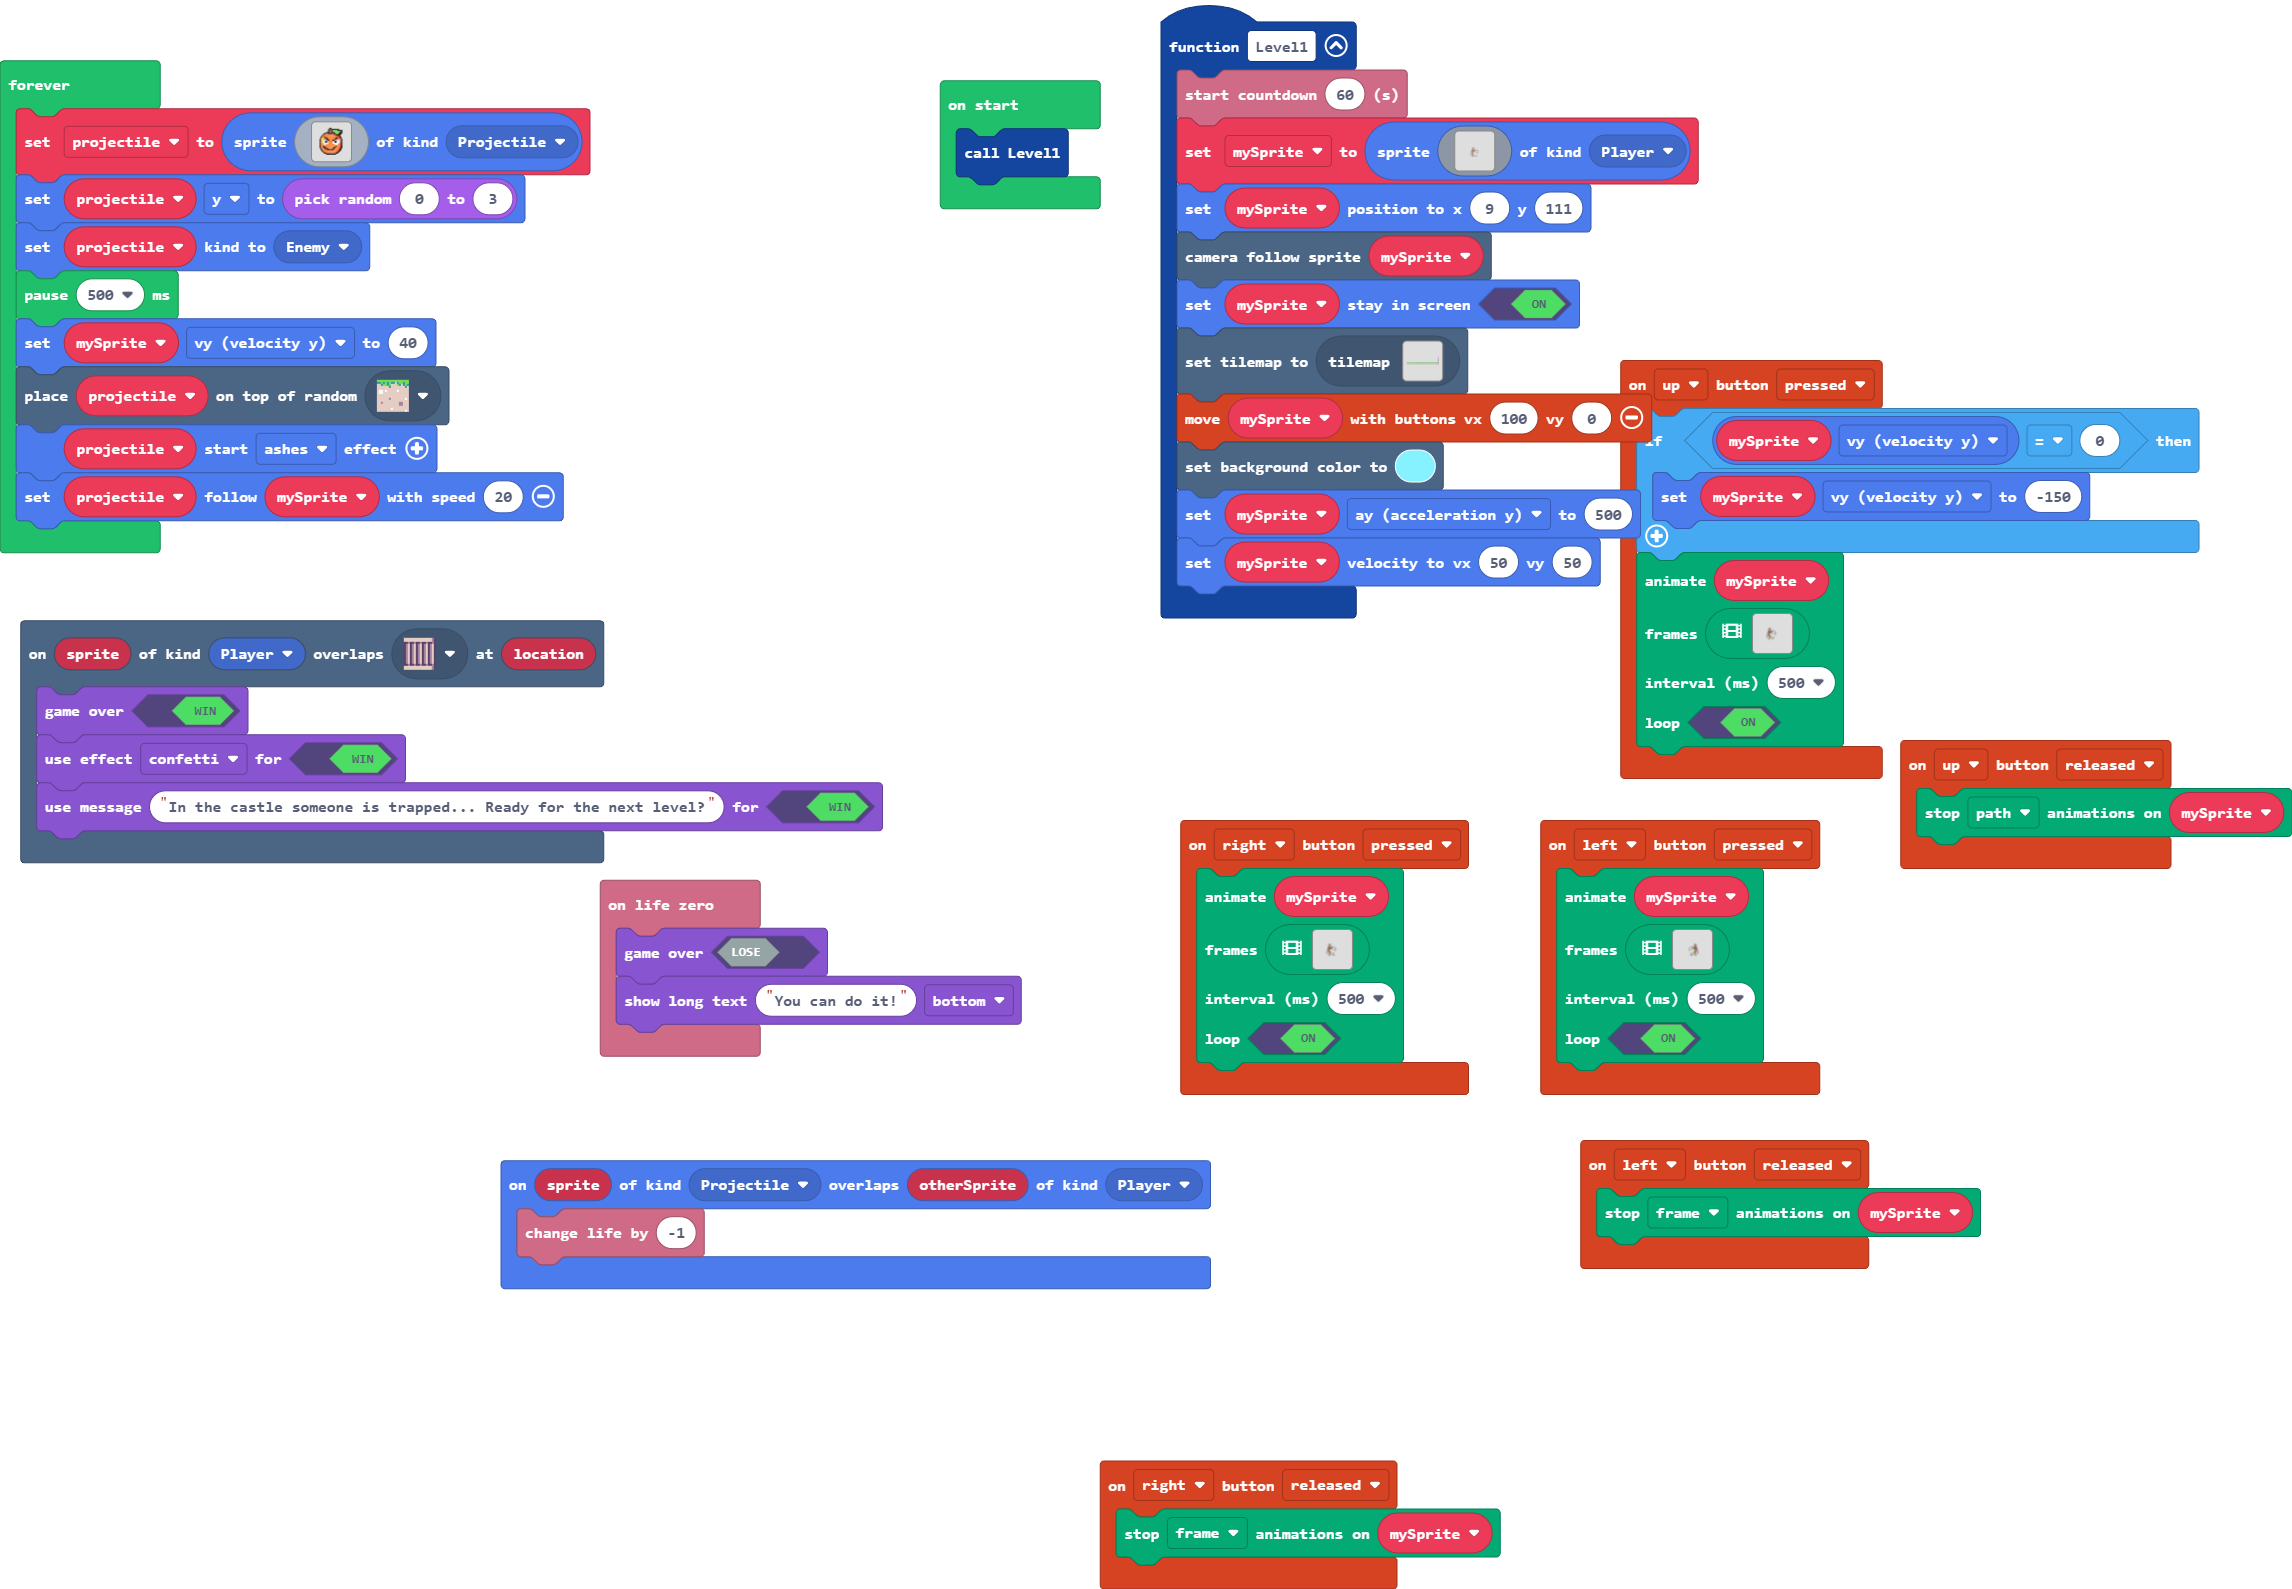 forever
set projectile to sprite of kind Projectile
set projectile y to pick random 0 to 3
set projectile kind to Enemy
pause 500 ms
set mySprite vy (velocity y) to 40
place projectile on top of random
projectile start ashes effect
set projectile follow mySprite with speed 20
on start
call Level1
function Level1
start countdown 60 (s)
set mySprite to sprite of kind Player
set mySprite position to x 9 y 111
camera follow sprite mySprite
set mySprite stay in screen ON
set tilemap to tilemap
move mySprite with buttons vx 100 vy 0
set background color to
set mySprite ay (acceleration y) to 500
set mySprite velocity to vx 50 vy 50
on up button pressed
if mySprite vy (velocity y) = 0 then
set mySprite vy (velocity y) to -150
animate mySprite
frames
interval (ms) 500
loop ON
on sprite of kind Player overlaps at location
game over WIN
use effect confetti for WIN
use message "In the castle someone is trapped... Ready for the next level?" for WIN
on up button released
stop path animations on mySprite
on life zero
game over LOSE
show long text "You can do it!" bottom
on right button pressed
animate mySprite
frames
interval (ms) 500
loop ON
on left button pressed
animate mySprite
frames
interval (ms) 500
loop ON
on sprite of kind Projectile overlaps otherSprite of kind Player
change life by -1
on left button released
stop frame animations on mySprite
on right button released
stop frame animations on mySprite